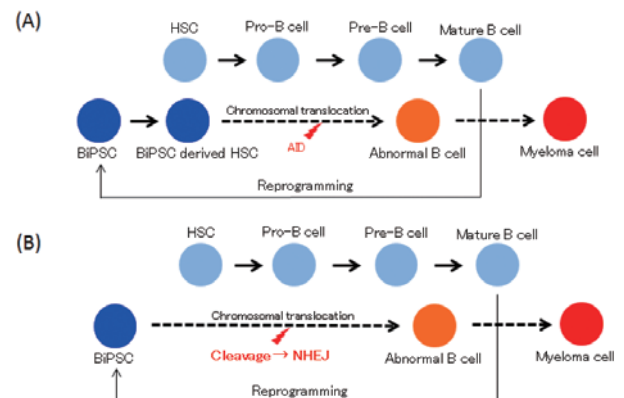 (A)
HSC Pro-B cell Pre-B cell Mature B cell
Chromosomal translocation
AID
BiPSC BiPSC derived HSC Abnormal B cell Myeloma cell
Reprogramming
(B)
HSC Pro-B cell Pre-B cell Mature B cell
Chromosomal translocation
BiPSC Cleavage → NHEJ Abnormal B cell Myeloma cell
Reprogramming